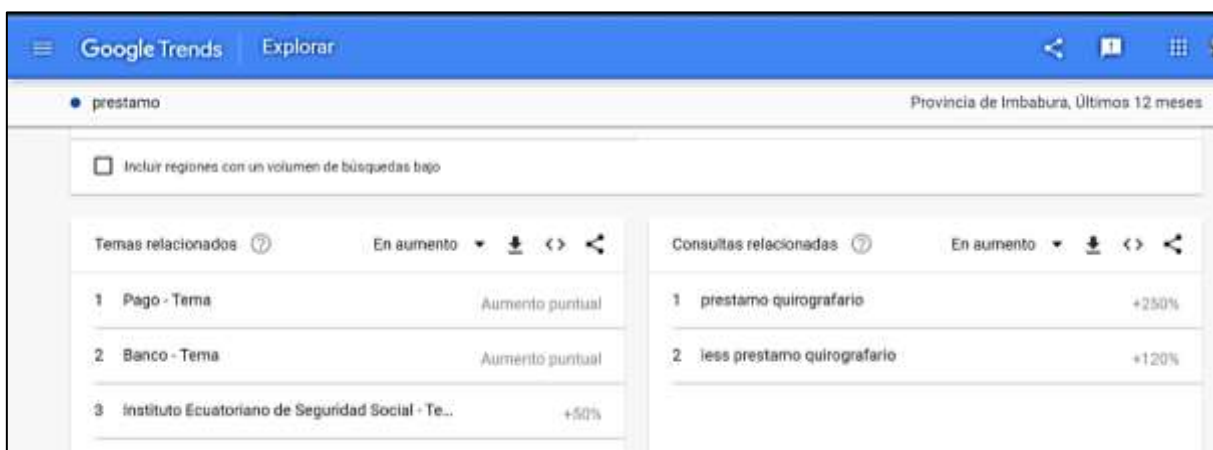 Google Trends Explorar
prestamo Provincia de Imbabura, Últimos 12 meses
Incluir regiones con un volumen de búsquedas bajo
Temas relacionados En aumento
1 Pago - Tema Aumento puntual
2 Banco - Tema Aumento puntual
3 Instituto Ecuatoriano de Seguridad Social - Te... +50%
Consultas relacionadas En aumento
1 prestamo quirografario +250%
2 iess prestamo quirografario +120%